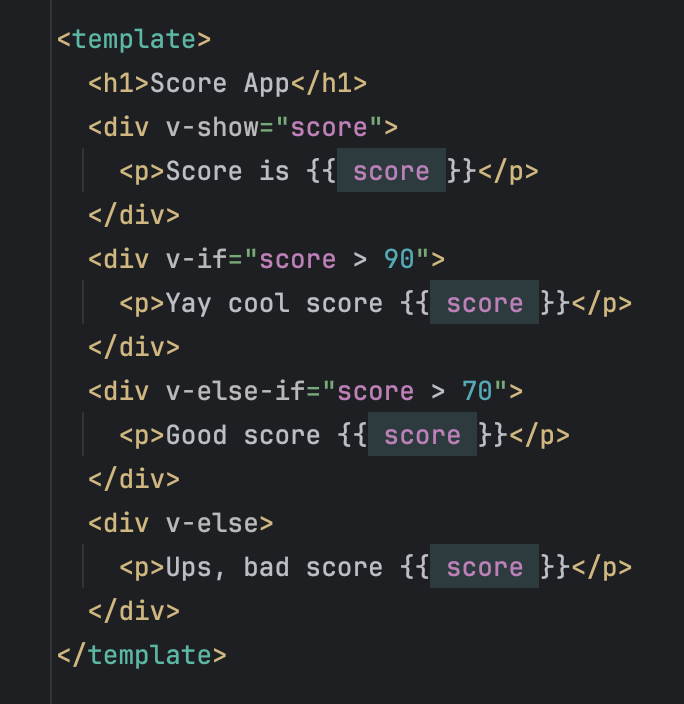 <template>
  <h1>Score App</h1>
  <div v-show="score">
    <p>Score is {{ score }}</p>
  </div>
  <div v-if="score > 90">
    <p>Yay cool score {{ score }}</p>
  </div>
  <div v-else-if="score > 70">
    <p>Good score {{ score }}</p>
  </div>
  <div v-else>
    <p>Ups, bad score {{ score }}</p>
  </div>
</template>